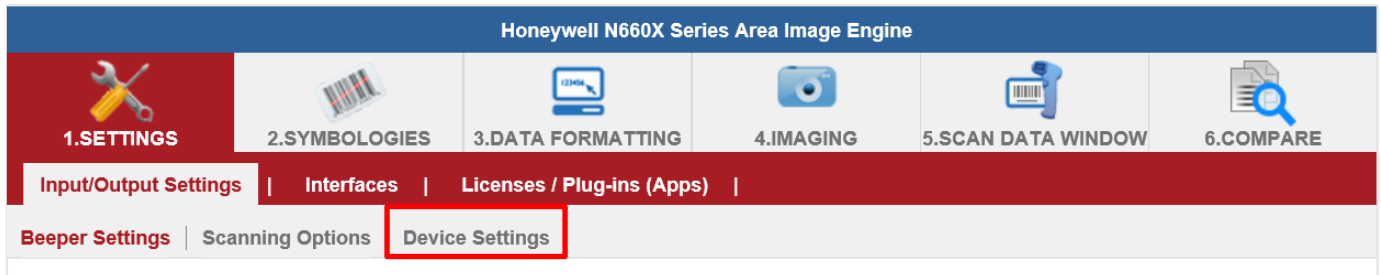 Honeywell N660X Series Area Image Engine
123456
1.SETTINGS 2.SYMBOLOGIES 3.DATA FORMATTING 4.IMAGING 5.SCAN DATA WINDOW 6.COMPARE
Input/Output Settings | Interfaces | Licenses / Plug-ins (Apps) |
Beeper Settings | Scanning Options Device Settings